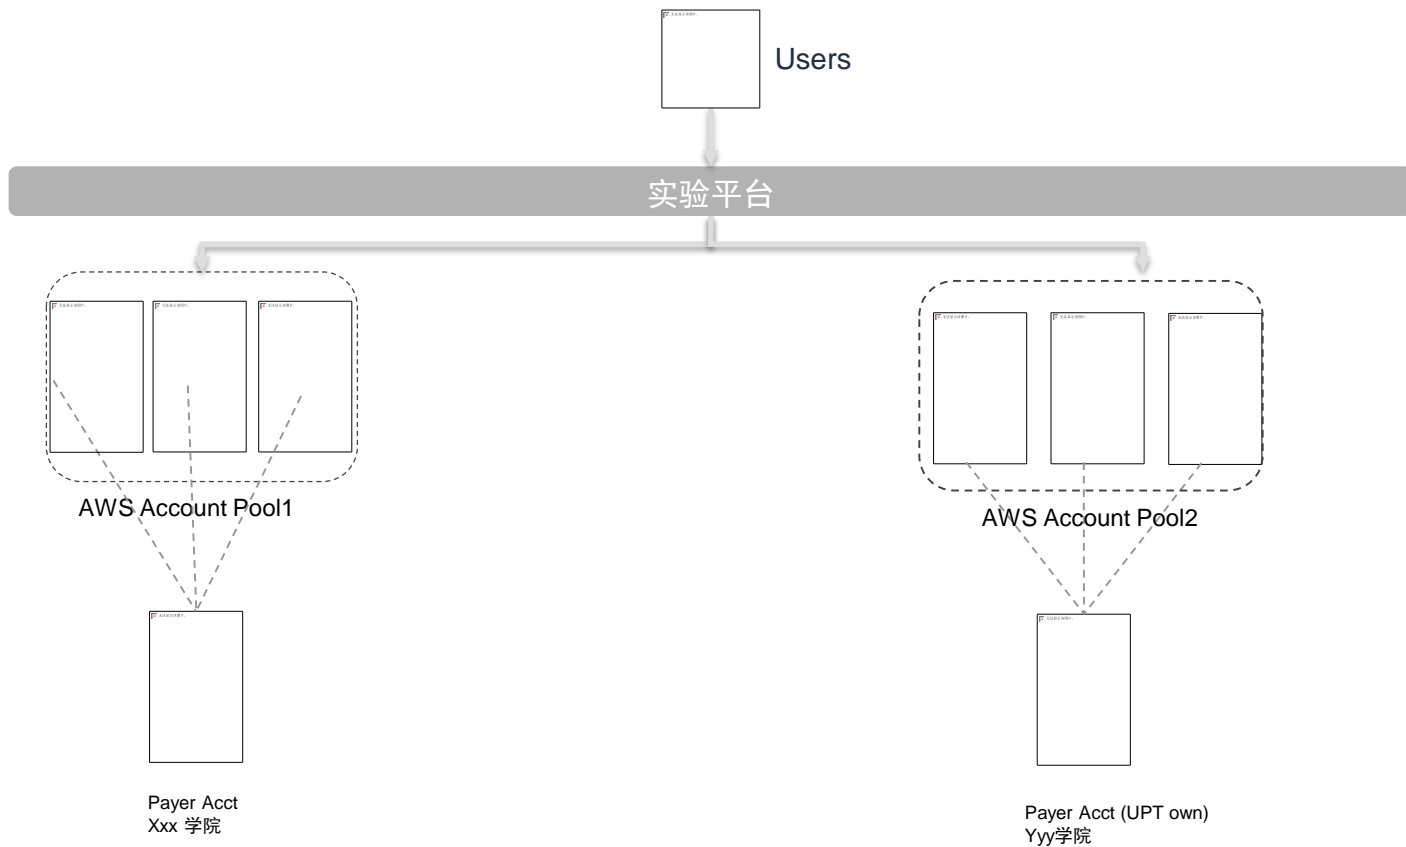 Users
实验平台
AWS Account Pool1
AWS Account Pool2
Payer Acct
Xxx 学院
Payer Acct (UPT own)
Yyy学院